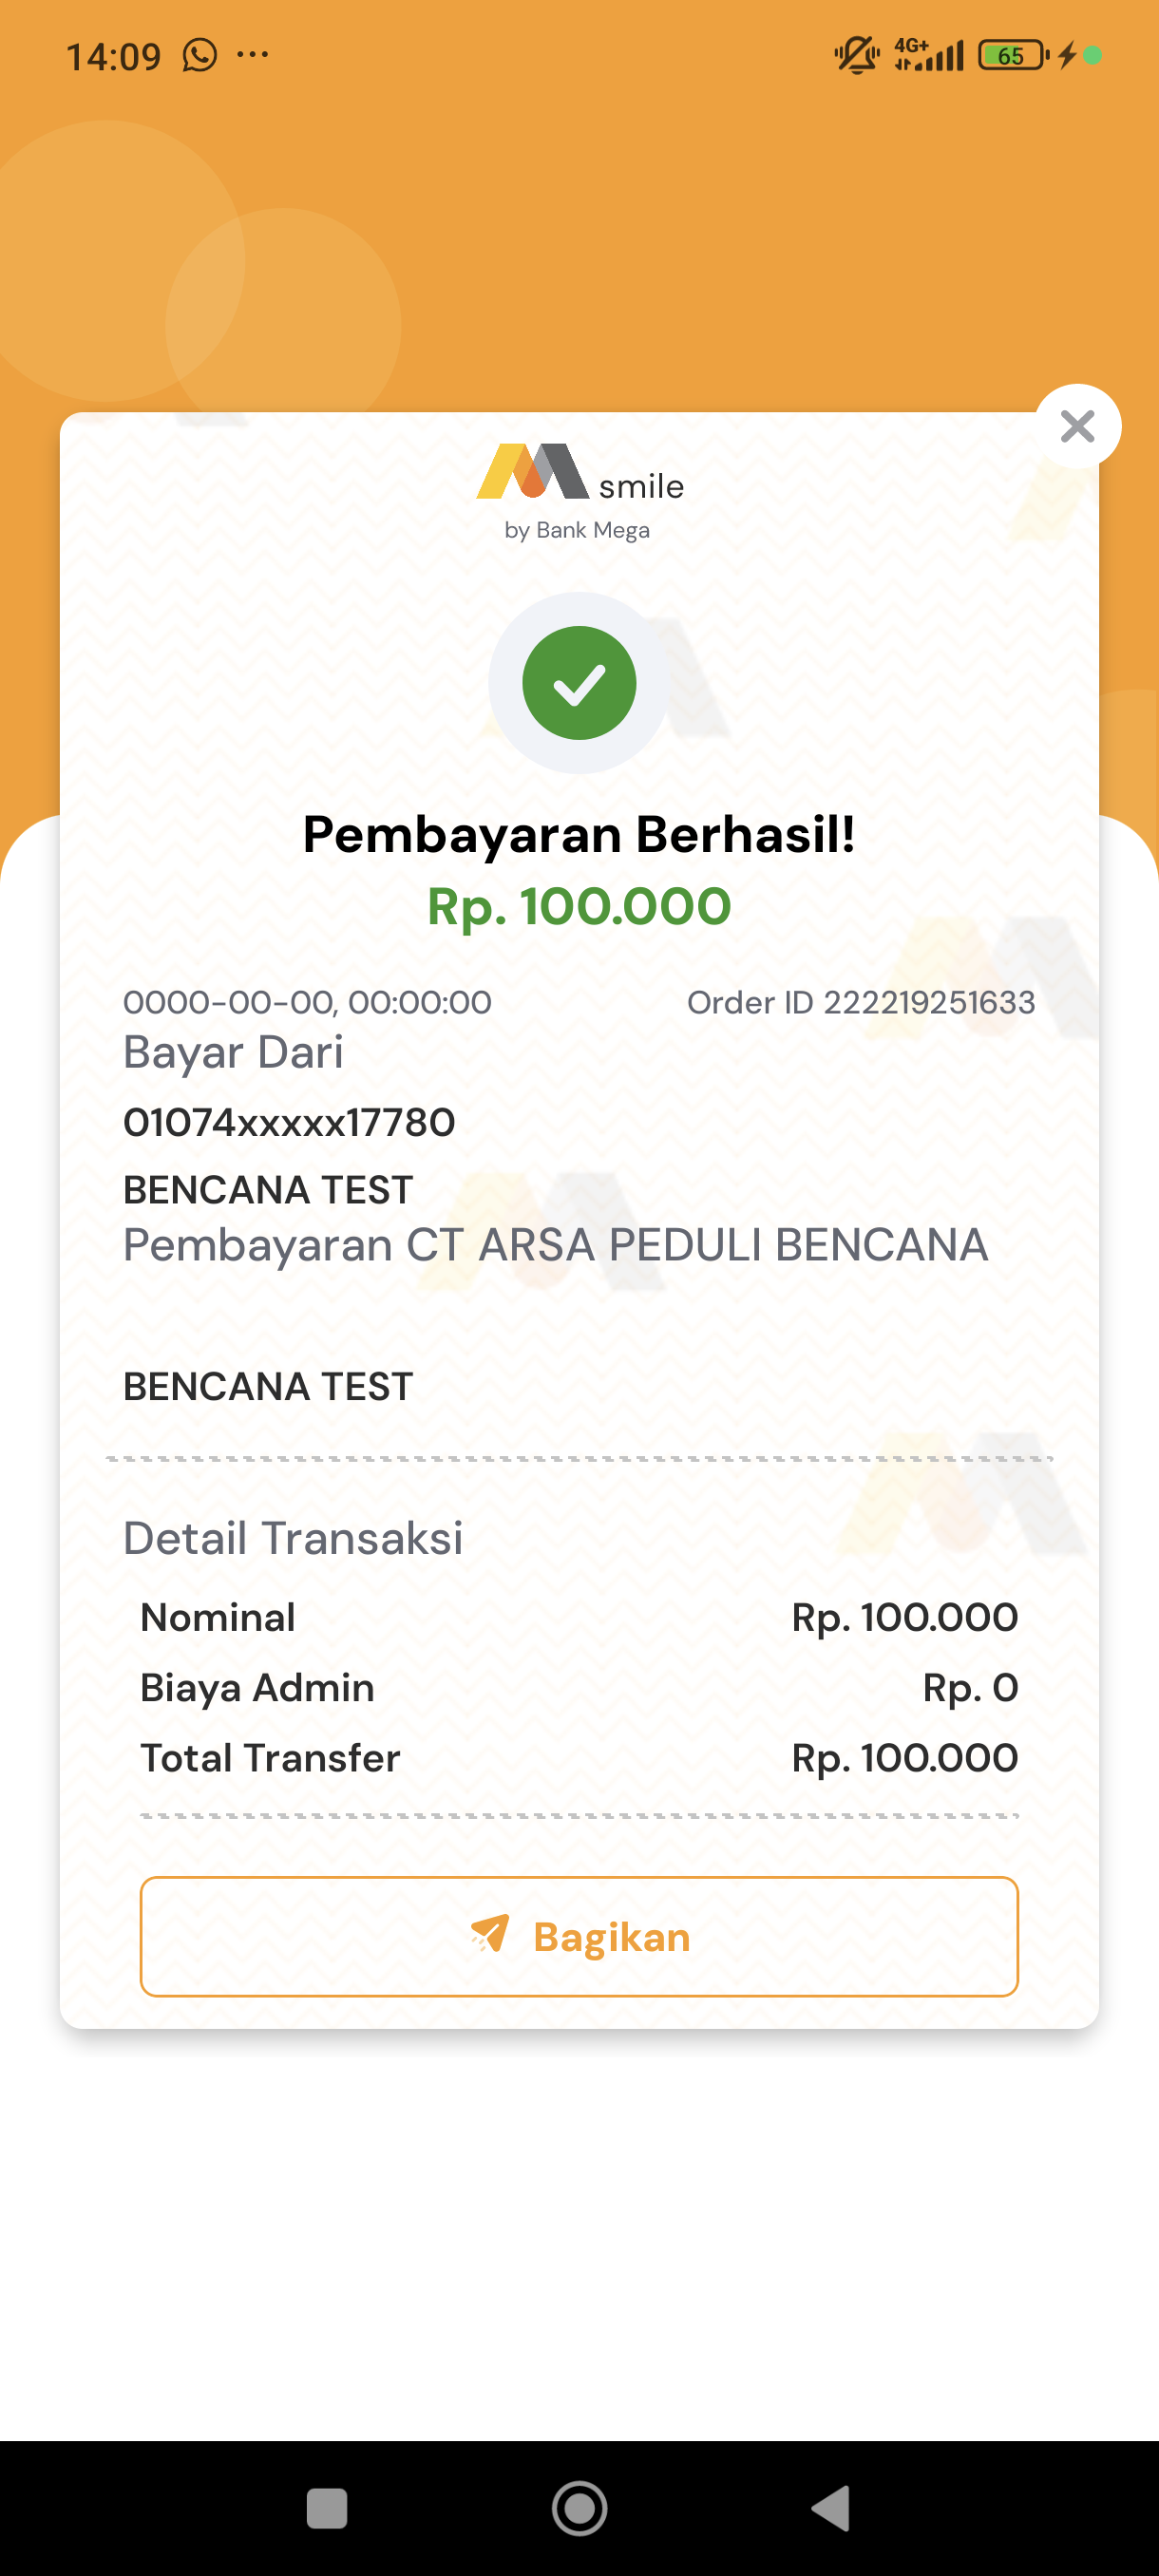 14:09 ...
4G+ 65
smile
by Bank Mega
Pembayaran Berhasil!
Rp. 100.000
0000-00-00, 00:00:00 Order ID 222219251633
Bayar Dari
01074xxxxx17780
BENCANA TEST
Pembayaran CT ARSA PEDULI BENCANA
BENCANA TEST
Detail Transaksi
Nominal Rp. 100.000
Biaya Admin Rp. 0
Total Transfer Rp. 100.000
Bagikan